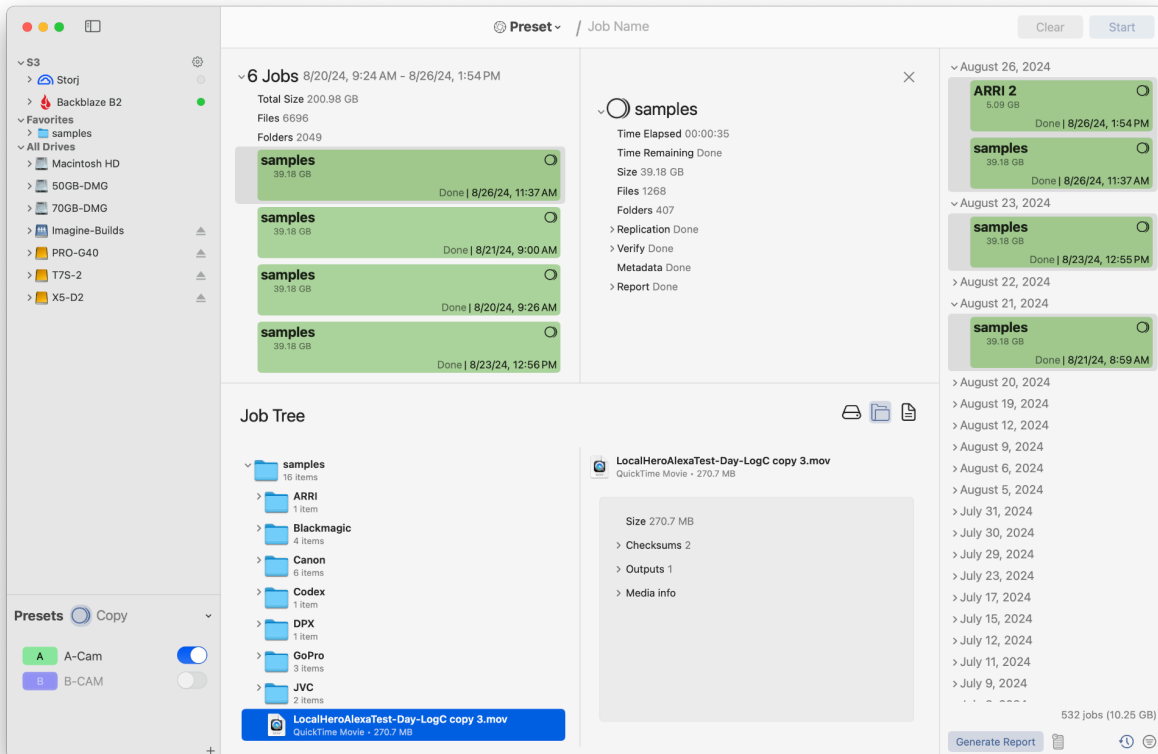 Preset / Job Name
Clear
Start
S3
Storj
Backblaze B2
Favorites
samples
All Drives
Macintosh HD
50GB-DMG
70GB-DMG
Imagine-Builds
PRO-G40
T7S-2
X5-D2
Presets Copy
A A-Cam
B B-CAM
6 Jobs 8/20/24, 9:24 AM - 8/26/24, 1:54 PM
Total Size 200.98 GB
Files 6696
Folders 2049
samples
39.18 GB
Done | 8/26/24, 11:37 AM
samples
39.18 GB
Done | 8/21/24, 9:00 AM
samples
39.18 GB
Done | 8/20/24, 9:26 AM
samples
39.18 GB
Done | 8/23/24, 12:56 PM
samples
Time Elapsed 00:00:35
Time Remaining Done
Size 39.18 GB
Files 1268
Folders 407
Replication Done
Verify Done
Metadata Done
Report Done
Job Tree
samples
16 items
ARRI
1 item
Blackmagic
4 items
Canon
6 items
Codex
1 item
DPX
1 item
GoPro
3 items
JVC
2 items
LocalHeroAlexaTest-Day-LogC copy 3.mov
QuickTime Movie • 270.7 MB
LocalHeroAlexaTest-Day-LogC copy 3.mov
QuickTime Movie • 270.7 MB
Size 270.7 MB
Checksums 2
Outputs 1
Media info
August 26, 2024
ARRI 2
5.09 GB
Done | 8/26/24, 1:54 PM
samples
39.18 GB
Done | 8/26/24, 11:37 AM
August 23, 2024
samples
39.18 GB
Done | 8/23/24, 12:55 PM
August 22, 2024
August 21, 2024
samples
39.18 GB
Done | 8/21/24, 8:59 AM
August 20, 2024
August 19, 2024
August 12, 2024
August 9, 2024
August 6, 2024
August 5, 2024
July 31, 2024
July 30, 2024
July 29, 2024
July 23, 2024
July 17, 2024
July 15, 2024
July 12, 2024
July 11, 2024
July 9, 2024
532 jobs (10.25 GB)
Generate Report